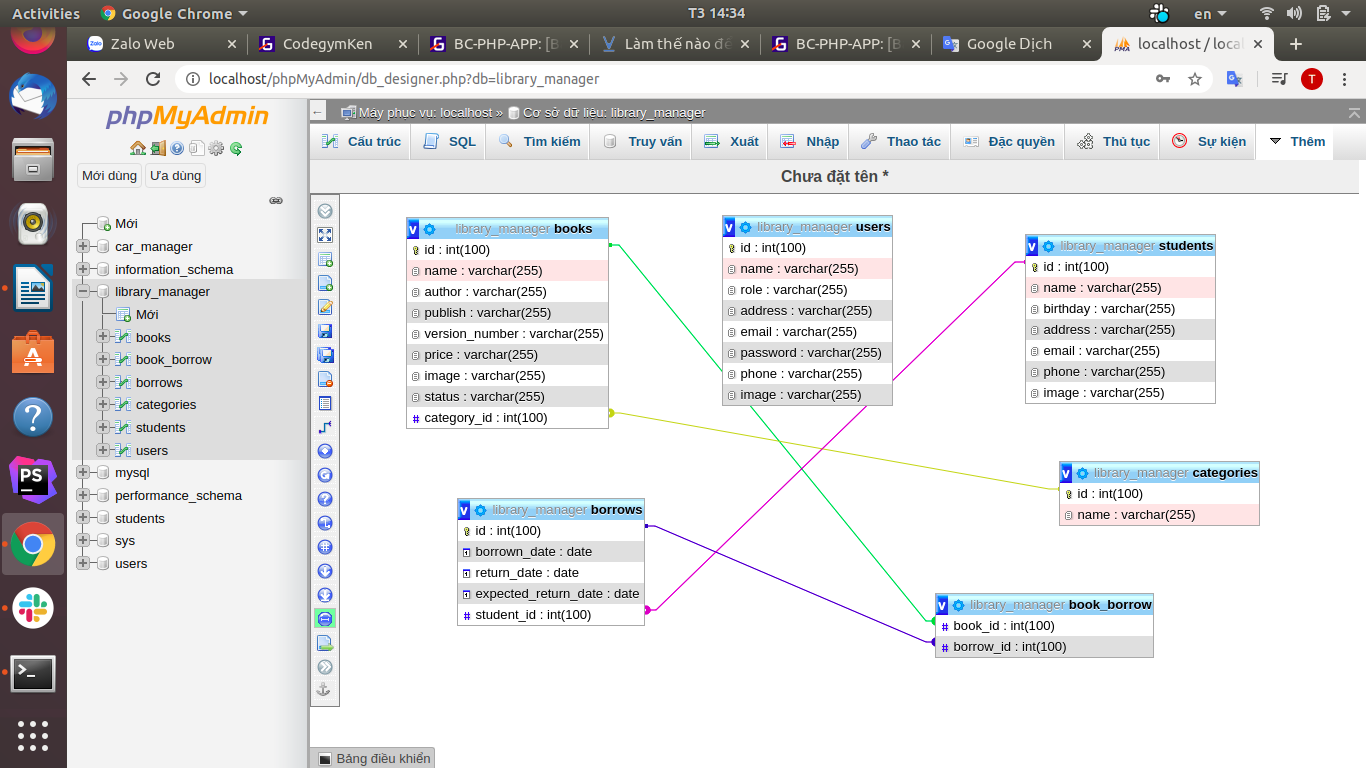 Activities
Google Chrome
T3 14:34
en
Zalo Web
CodegymKen
BC-PHP-APP: [B
Làm thế nào để
BC-PHP-APP: [B
Google Dịch
localhost / local
localhost/phpMyAdmin/db_designer.php?db=library_manager
T
phpMyAdmin
Mới dùng
Ưa dùng
Mới
car_manager
information_schema
library_manager
Mới
books
book_borrow
borrows
categories
students
users
mysql
performance_schema
students
sys
users
Máy phục vụ: localhost » Cơ sở dữ liệu: library_manager
Cấu trúc
SQL
Tìm kiếm
Truy vấn
Xuất
Nhập
Thao tác
Đặc quyền
Thủ tục
Sự kiện
Thêm
Chưa đặt tên *
v library_manager books
id : int(100)
name : varchar(255)
author : varchar(255)
publish : varchar(255)
version_number : varchar(255)
price : varchar(255)
image : varchar(255)
status : varchar(255)
category_id : int(100)
v library_manager users
id : int(100)
name : varchar(255)
role : varchar(255)
address : varchar(255)
email : varchar(255)
password : varchar(255)
phone : varchar(255)
image : varchar(255)
v library_manager students
id : int(100)
name : varchar(255)
birthday : varchar(255)
address : varchar(255)
email : varchar(255)
phone : varchar(255)
image : varchar(255)
v library_manager categories
id : int(100)
name : varchar(255)
v library_manager borrows
id : int(100)
borrown_date : date
return_date : date
expected_return_date : date
student_id : int(100)
v library_manager book_borrow
book_id : int(100)
borrow_id : int(100)
Bảng điều khiển
Zalo
PMA
PS